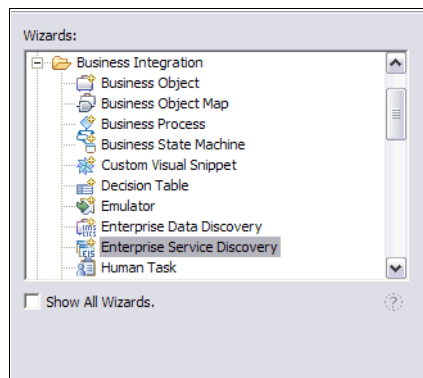 Wizards:
Business Integration
Business Object
Business Object Map
Business Process
Business State Machine
Custom Visual Snippet
Decision Table
Emulator
Enterprise Data Discovery
Enterprise Service Discovery
Human Task
Show All Wizards.